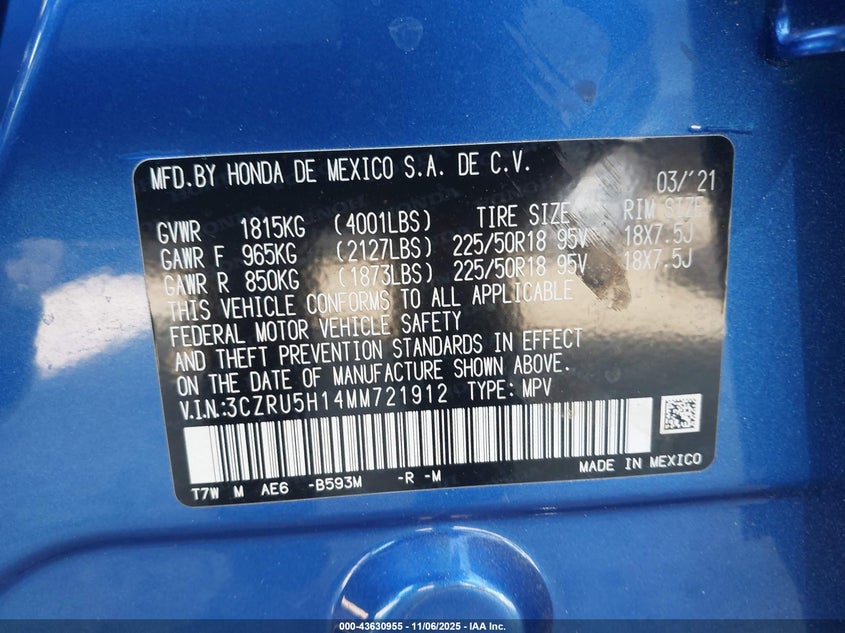 MFD.BY HONDA DE MEXICO S.A. DE C.V.
03/'21
GVWR 1815KG (4001LBS) TIRE SIZE RIM SIZE
GAWR F 965KG (2127LBS) 225/50R18 95V 18X7.5J
GAWR R 850KG (1873LBS) 225/50R18 95V 18X7.5J
THIS VEHICLE CONFORMS TO ALL APPLICABLE
FEDERAL MOTOR VEHICLE SAFETY
AND THEFT PREVENTION STANDARDS IN EFFECT
ON THE DATE OF MANUFACTURE SHOWN ABOVE.
V.I.N:3CZRU5H14MM721912 TYPE: MPV
MADE IN MEXICO
T7W M AE6 -B593M -R -M
000-43630955 - 11/06/2025 - IAA Inc.